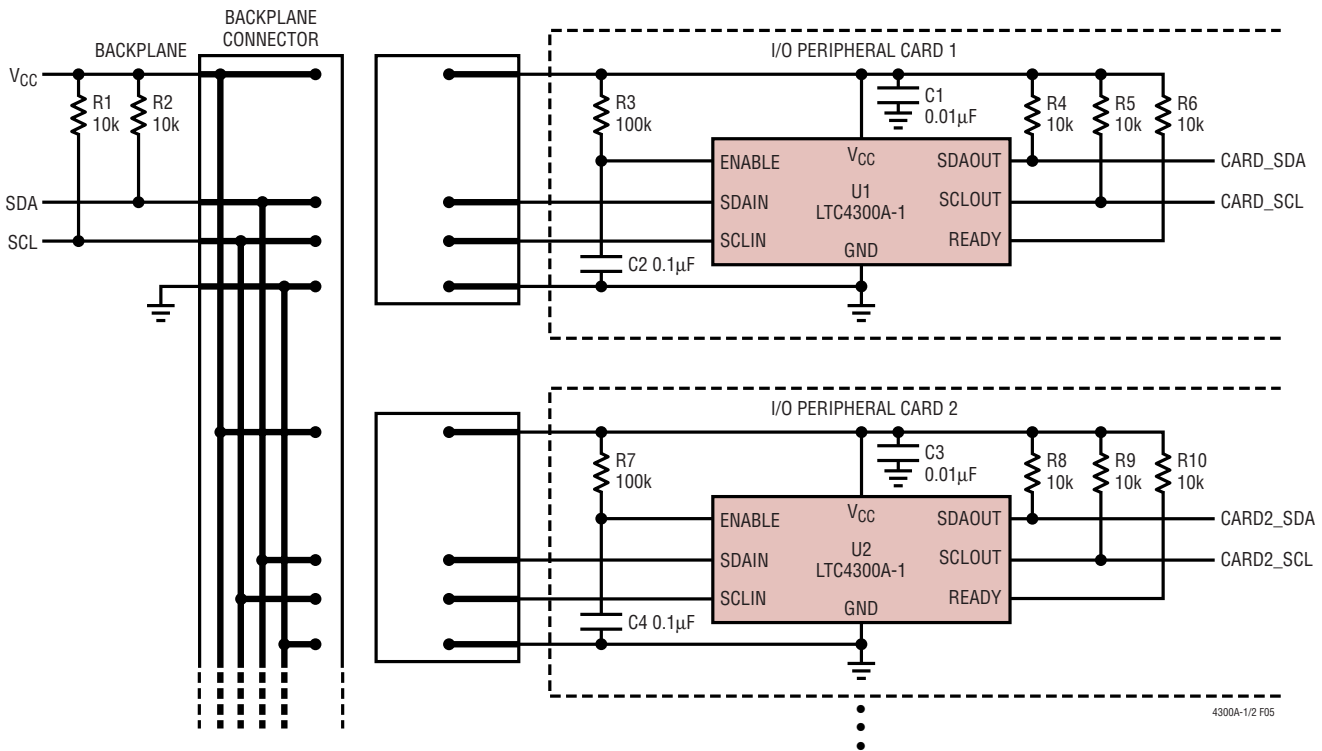 BACKPLANE
CONNECTOR
BACKPLANE
VCC
R1
10k
R2
10k
SDA
SCL
I/O PERIPHERAL CARD 1
R3
100k
C1
0.01µF
R4
10k
R5
10k
R6
10k
ENABLE
VCC
SDAOUT
CARD_SDA
U1
LTC4300A-1
SDAIN
SCLOUT
CARD_SCL
SCLIN
READY
GND
C2 0.1µF
I/O PERIPHERAL CARD 2
R7
100k
C3
0.01µF
R8
10k
R9
10k
R10
10k
ENABLE
VCC
SDAOUT
CARD2_SDA
U2
LTC4300A-1
SDAIN
SCLOUT
CARD2_SCL
SCLIN
READY
GND
C4 0.1µF
4300A-1/2 F05